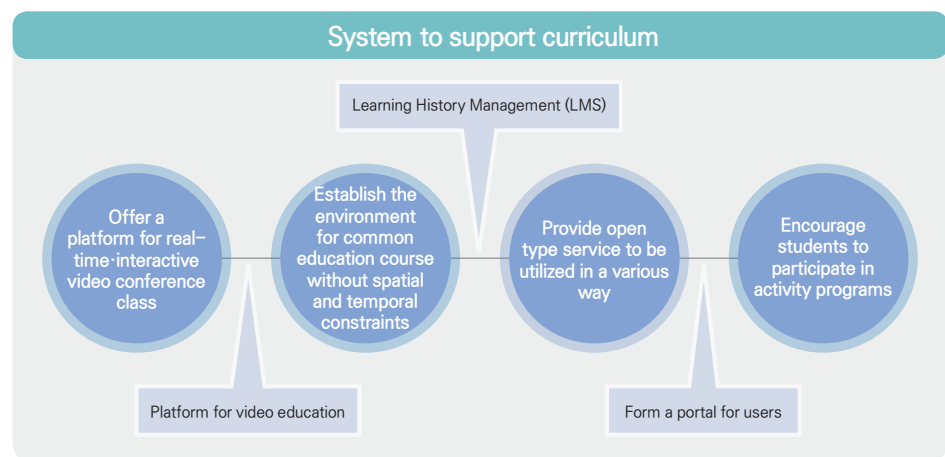 System to support curriculum
Learning History Management (LMS)
Offer a
platform for real-
time·interactive
video conference
class
Establish the
environment
for common
education course
without spatial
and temporal
constraints
Provide open
type service to be
utilized in a various
way
Encourage
students to
participate in
activity programs
Platform for video education
Form a portal for users